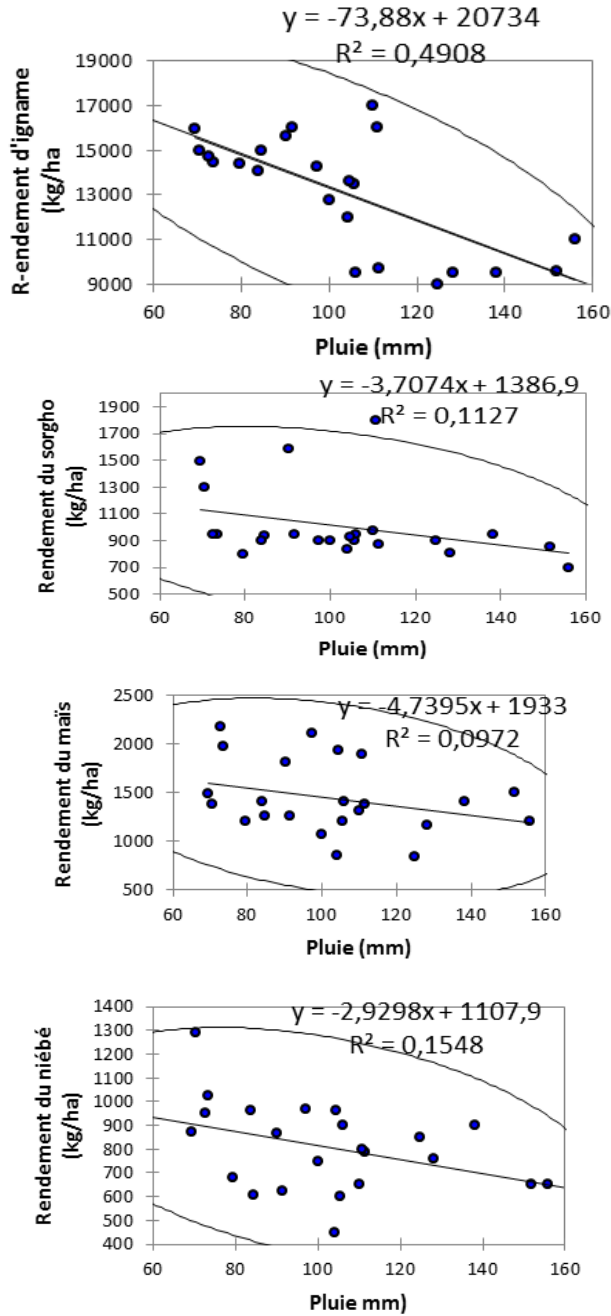 y = -73,88x + 20734
R² = 0,4908
19000
17000
15000
13000
11000
9000
R-endement d'igname
(kg/ha)
60 80 100 120 140 160
Pluie (mm)
y = -3,7074x + 1386,9
R² = 0,1127
1900
1700
1500
1300
1100
900
700
500
Rendement du sorgho
(kg/ha)
60 80 100 120 140 160
Pluie (mm)
y = -4,7395x + 1933
R² = 0,0972
2500
2000
1500
1000
500
Rendement du maïs
(kg/ha)
60 80 100 120 140 160
Pluie (mm)
y = -2,9298x + 1107,9
R² = 0,1548
1400
1300
1200
1100
1000
900
800
700
600
500
400
Rendement du niébé
(kg/ha)
60 80 100 120 140 160
Pluie mm)